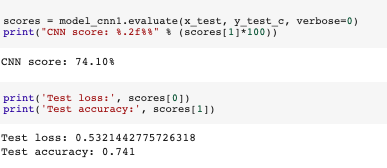 scores = model_cnn1.evaluate(x_test, y_test_c, verbose=0)
print("CNN score: %.2f%%" % (scores[1]*100))
CNN score: 74.10%
print('Test loss:', scores[0])
print('Test accuracy:', scores[1])
Test loss: 0.5321442775726318
Test accuracy: 0.741